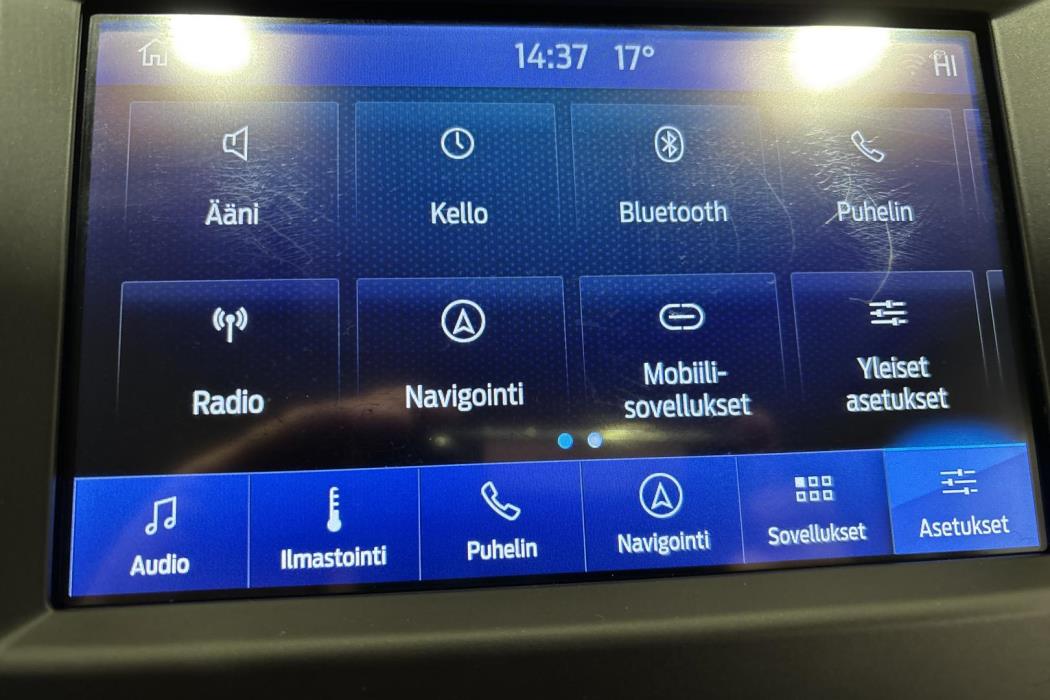 14:37 17° HI
Ääni
Kello
Bluetooth
Puhelin
Radio
Navigointi
Mobiili-
sovellukset
Yleiset
asetukset
Audio
Ilmastointi
Puhelin
Navigointi
Sovellukset
Asetukset